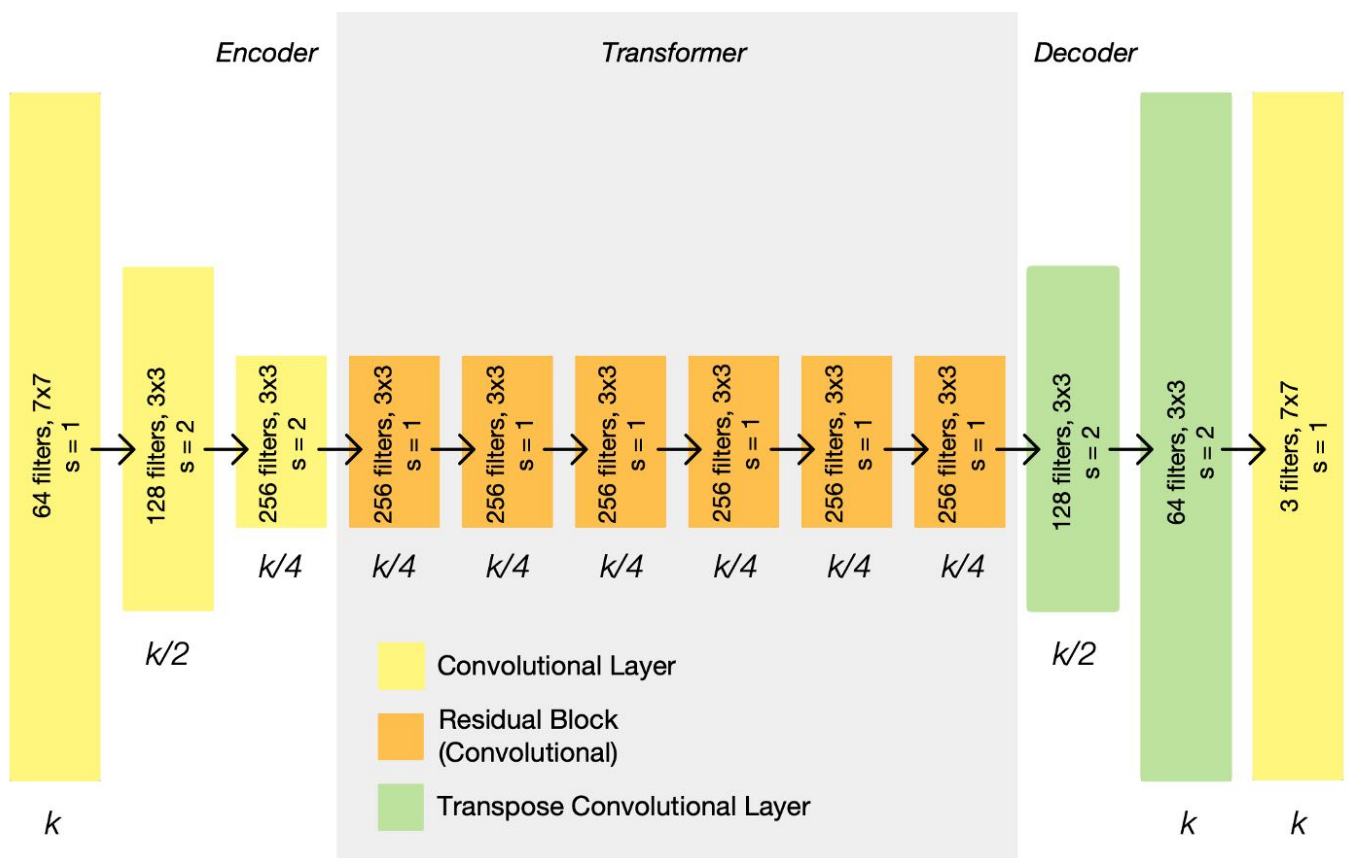 Encoder
Transformer
Decoder
64 filters, 7x7
s = 1
128 filters, 3x3
s = 2
256 filters, 3x3
s = 2
256 filters, 3x3
s = 1
256 filters, 3x3
s = 1
256 filters, 3x3
s = 1
256 filters, 3x3
s = 1
256 filters, 3x3
s = 1
256 filters, 3x3
s = 1
128 filters, 3x3
s = 2
64 filters, 3x3
s = 2
3 filters, 7x7
s = 1
k/4
k/4
k/4
k/4
k/4
k/4
k/4
k/2
k/2
Convolutional Layer
Residual Block
(Convolutional)
Transpose Convolutional Layer
k
k
k